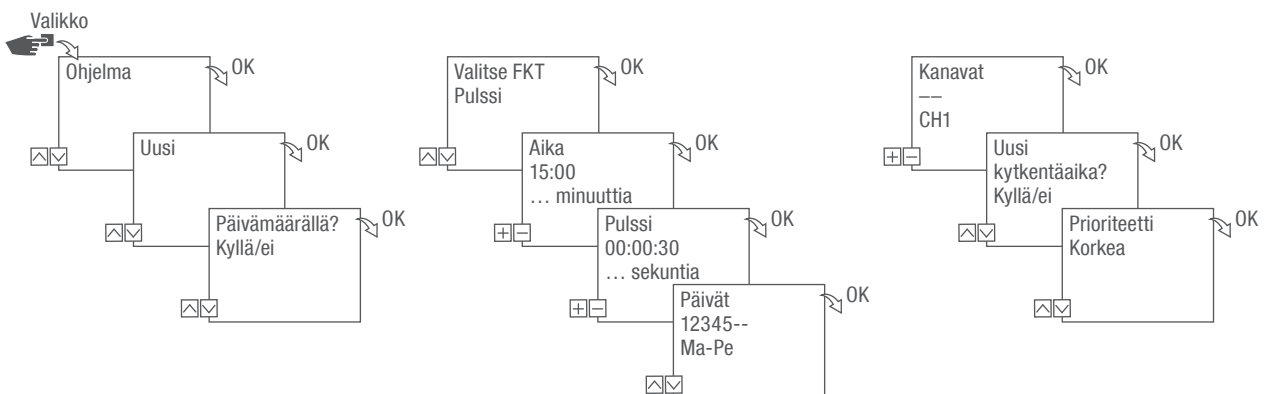 Valikko
Ohjelma
OK
Uusi
OK
Päivämäärällä?
Kyllä/ei
OK
Valitse FKT
Pulssi
OK
Aika
15:00
… minuuttia
OK
Pulssi
00:00:30
… sekuntia
OK
Päivät
12345--
Ma-Pe
OK
Kanavat
––
CH1
OK
Uusi
kytkentäaika?
Kyllä/ei
OK
Prioriteetti
Korkea
OK